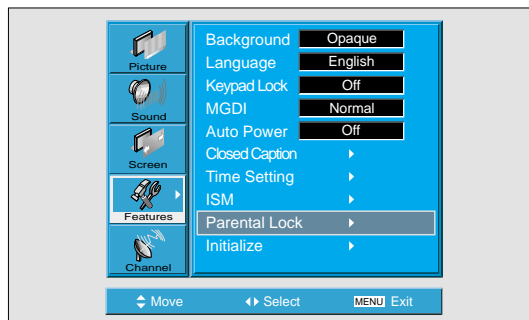 Picture
Sound
Screen
Features
Channel
Background Opaque
Language English
Keypad Lock Off
MGDI Normal
Auto Power Off
Closed Caption
Time Setting
ISM
Parental Lock
Initialize
Move Select MENU Exit